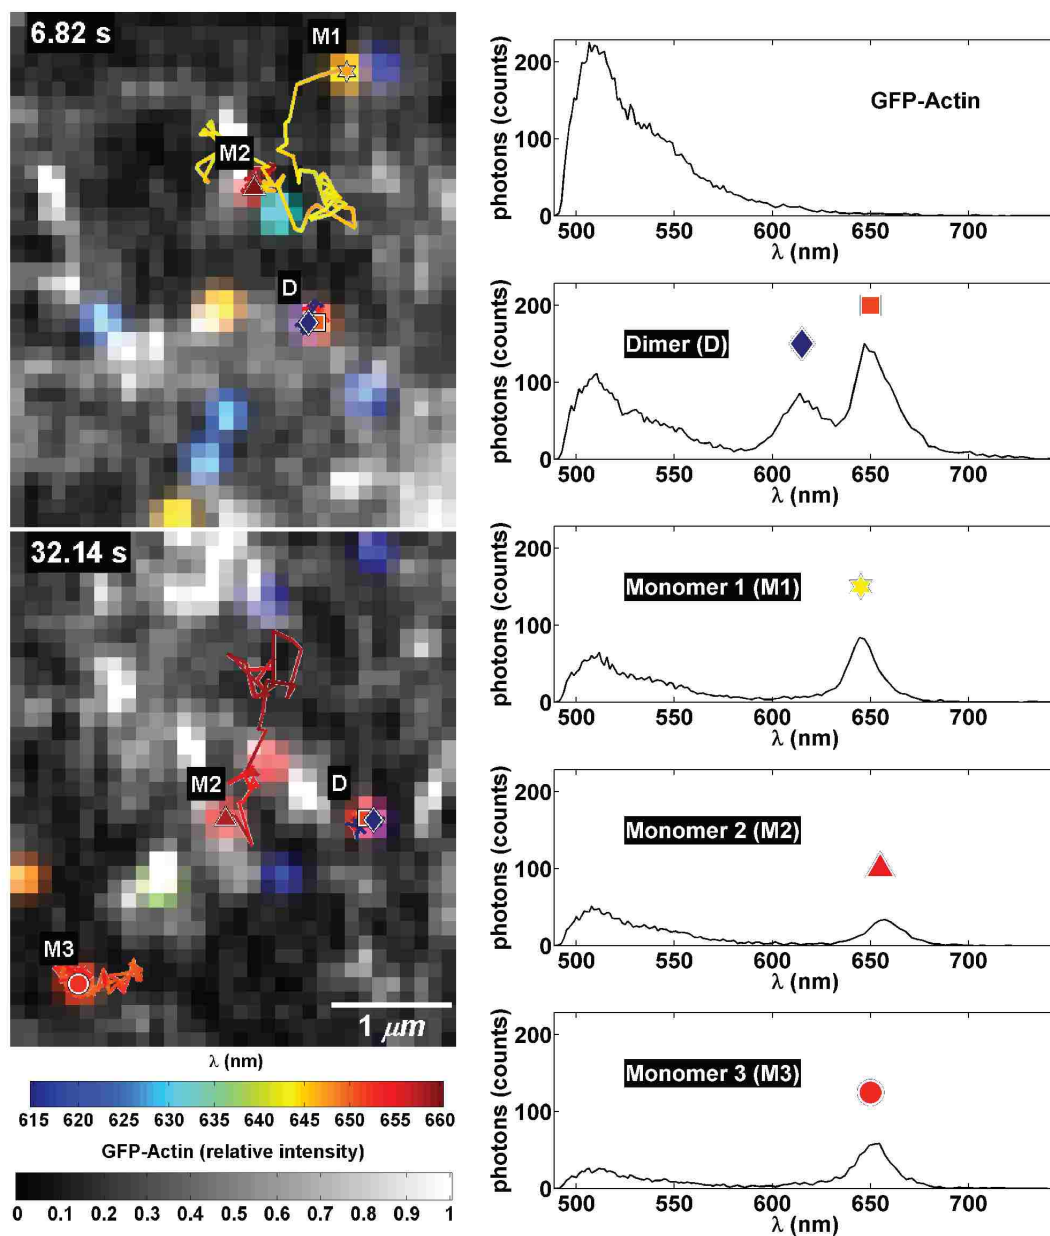 6.82 s
M1
M2
D
32.14 s
M2
D
M3
1 μm
λ (nm)
615 620 625 630 635 640 645 650 655 660
GFP-Actin (relative intensity)
0 0.1 0.2 0.3 0.4 0.5 0.6 0.7 0.8 0.9 1
photons (counts)
200
100
0
GFP-Actin
500 550 600 650 700
λ (nm)
photons (counts)
200
100
0
Dimer (D)
500 550 600 650 700
λ (nm)
photons (counts)
200
100
0
Monomer 1 (M1)
500 550 600 650 700
λ (nm)
photons (counts)
200
100
0
Monomer 2 (M2)
500 550 600 650 700
λ (nm)
photons (counts)
200
100
0
Monomer 3 (M3)
500 550 600 650 700
λ (nm)